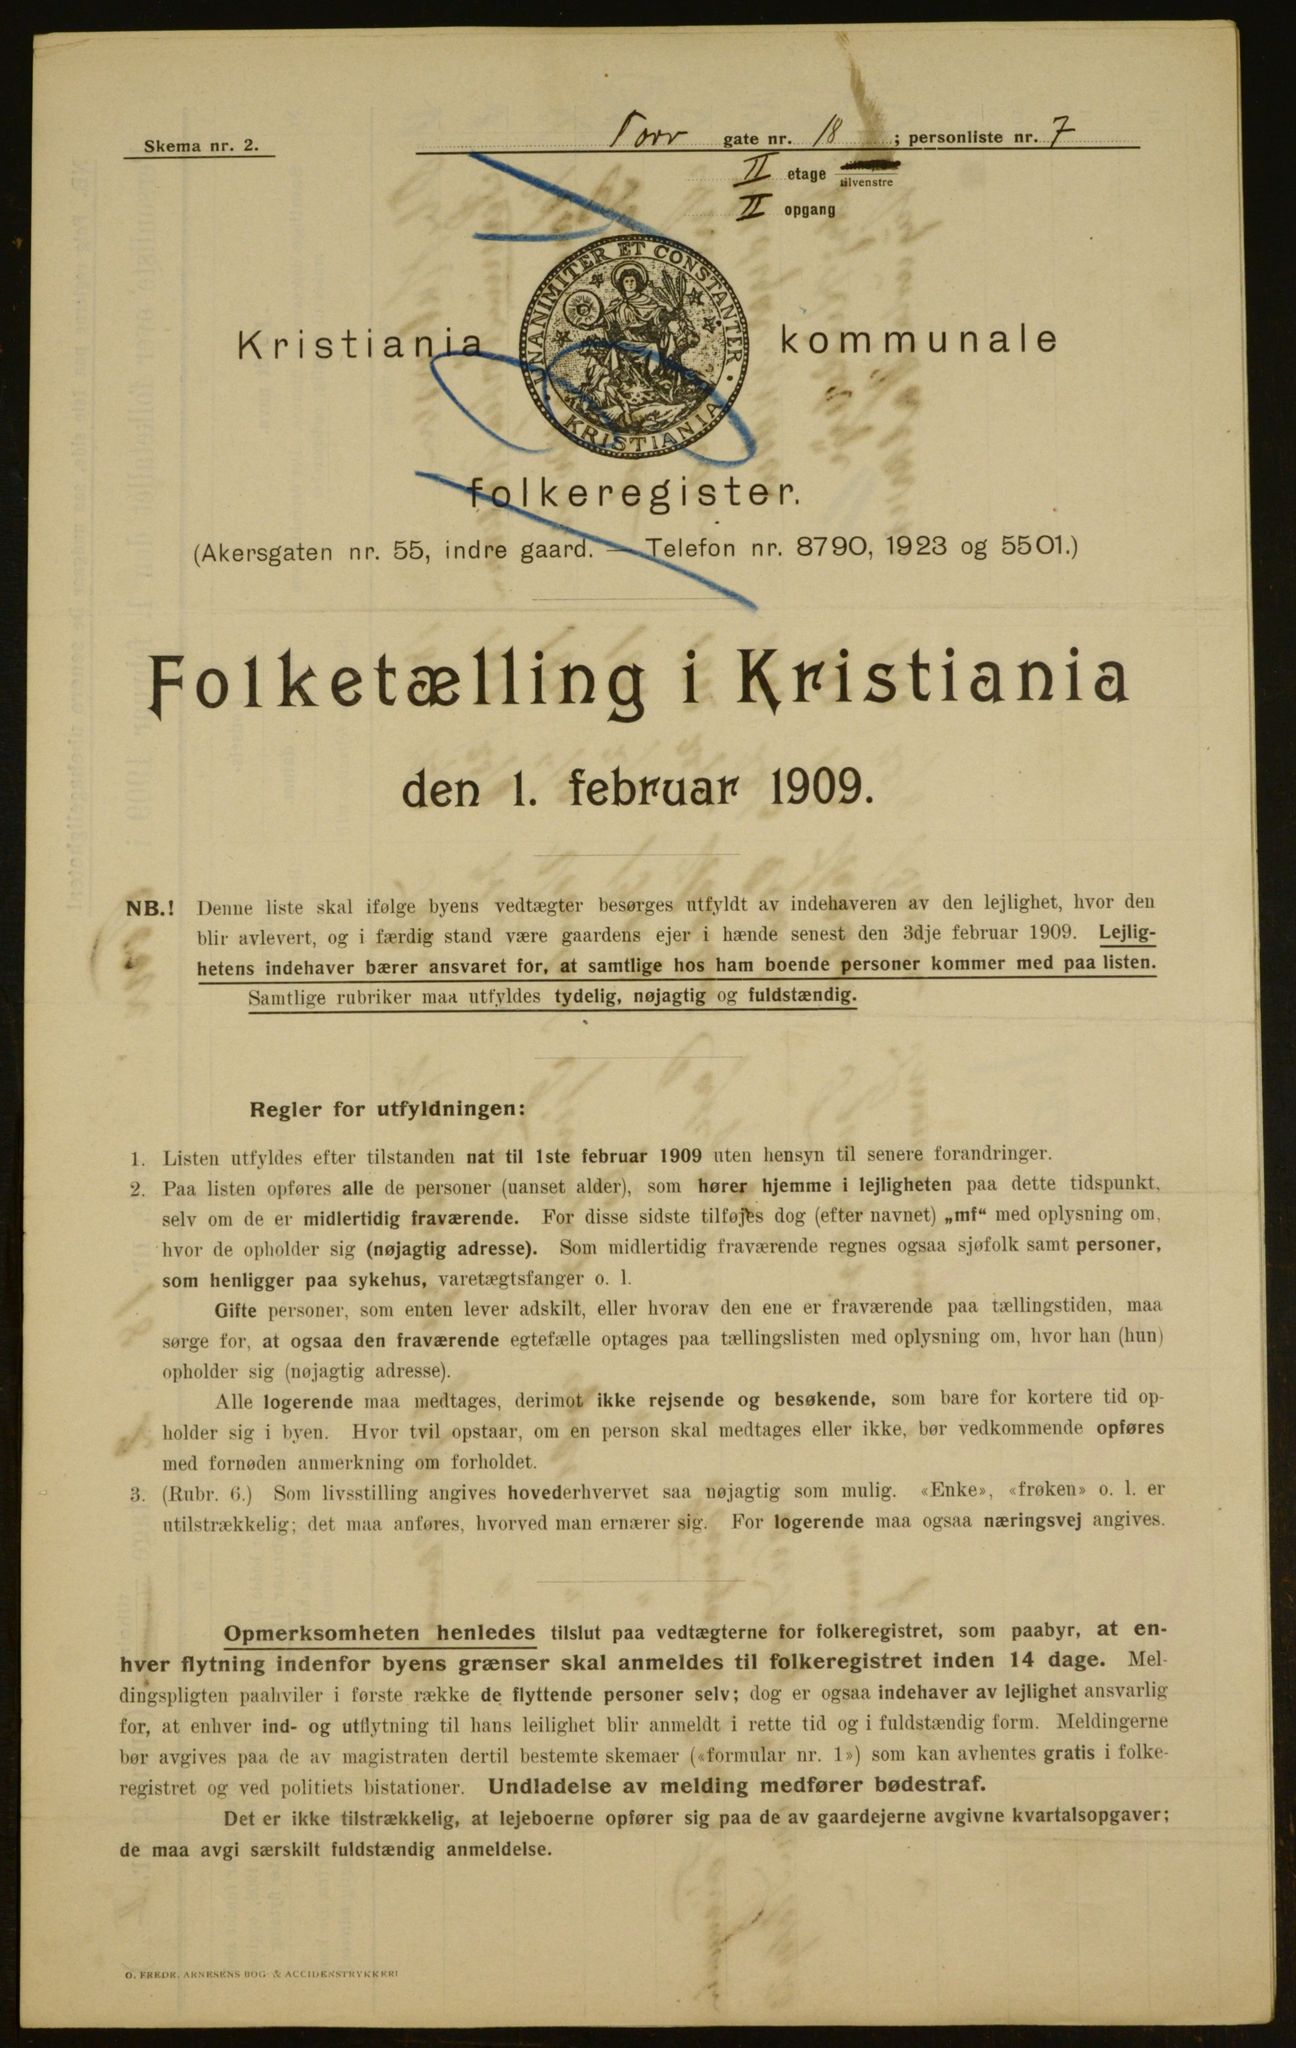 Skema nr. 2.
Torv gate nr. 18 ; personliste nr. 7
II etage tilvenstre
II opgang
UNANIMITER ET CONSTANTER
KRISTIANIA
Kristiania kommunale
folkeregister.
(Akersgaten nr. 55, indre gaard. — Telefon nr. 8790, 1923 og 5501.)
Folketælling i Kristiania
den 1. februar 1909.
NB.! Denne liste skal ifølge byens vedtægter besørges utfyldt av indehaveren av den lejlighet, hvor den
blir avlevert, og i færdig stand være gaardens ejer i hænde senest den 3dje februar 1909. Lejlig-
hetens indehaver bærer ansvaret for, at samtlige hos ham boende personer kommer med paa listen.
Samtlige rubriker maa utfyldes tydelig, nøjagtig og fuldstændig.
Regler for utfyldningen:
1. Listen utfyldes efter tilstanden nat til 1ste februar 1909 uten hensyn til senere forandringer.
2. Paa listen opføres alle de personer (uanset alder), som hører hjemme i lejligheten paa dette tidspunkt,
selv om de er midlertidig fraværende. For disse sidste tilføjes dog (efter navnet) „mf“ med oplysning om,
hvor de opholder sig (nøjagtig adresse). Som midlertidig fraværende regnes ogsaa sjøfolk samt personer,
som henligger paa sykehus, varetægtsfanger o. l.
Gifte personer, som enten lever adskilt, eller hvorav den ene er fraværende paa tællingstiden, maa
sørge for, at ogsaa den fraværende egtefælle optages paa tællingslisten med oplysning om, hvor han (hun)
opholder sig (nøjagtig adresse).
Alle logerende maa medtages, derimot ikke rejsende og besøkende, som bare for kortere tid op-
holder sig i byen. Hvor tvil opstaar, om en person skal medtages eller ikke, bør vedkommende opføres
med fornøden anmerkning om forholdet.
3. (Rubr. 6.) Som livsstilling angives hovederhvervet saa nøjagtig som mulig. «Enke», «frøken» o. l. er
utilstrækkelig; det maa anføres, hvorved man ernærer sig. For logerende maa ogsaa næringsvej angives.
Opmerksomheten henledes tilslut paa vedtægterne for folkeregistret, som paabyr, at en-
hver flytning indenfor byens grænser skal anmeldes til folkeregistret inden 14 dage. Mel-
dingspligten paahviler i første række de flyttende personer selv; dog er ogsaa indehaver av lejlighet ansvarlig
for, at enhver ind- og utflytning til hans leilighet blir anmeldt i rette tid og i fuldstændig form. Meldingerne
bør avgives paa de av magistraten dertil bestemte skemaer («formular nr. 1») som kan avhentes gratis i folke-
registret og ved politiets bistationer. Undladelse av melding medfører bødestraf.
Det er ikke tilstrækkelig, at lejeboerne opfører sig paa de av gaardejerne avgivne kvartalsopgaver;
de maa avgi særskilt fuldstændig anmeldelse.
O. FREDR. ARNESENS BOG- & ACCIDENSTRYKKERI